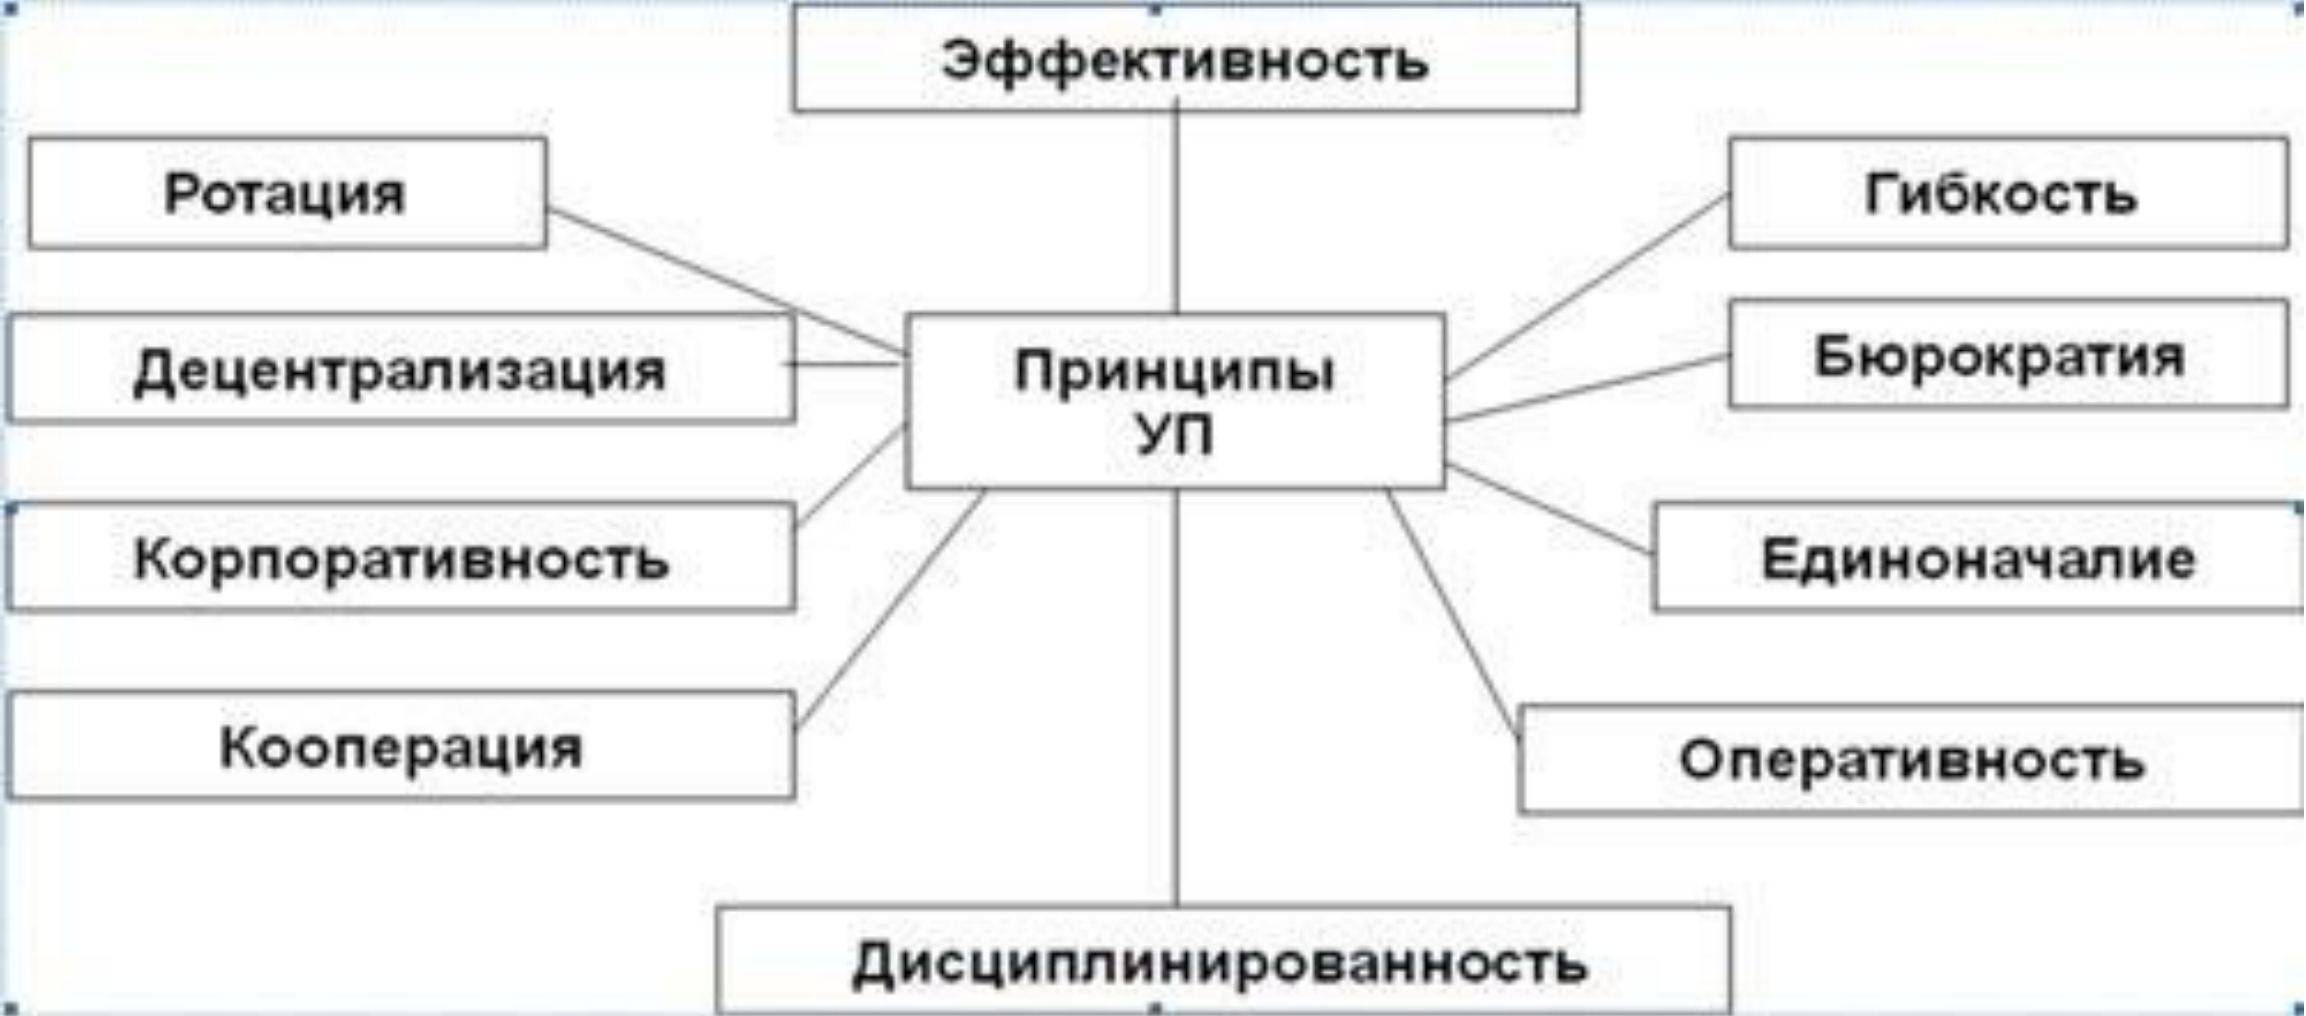 Эффективность
Ротация
Гибкость
Децентрализация
Принципы
УП
Бюрократия
Корпоративность
Единоначалие
Кооперация
Оперативность
Дисциплинированность